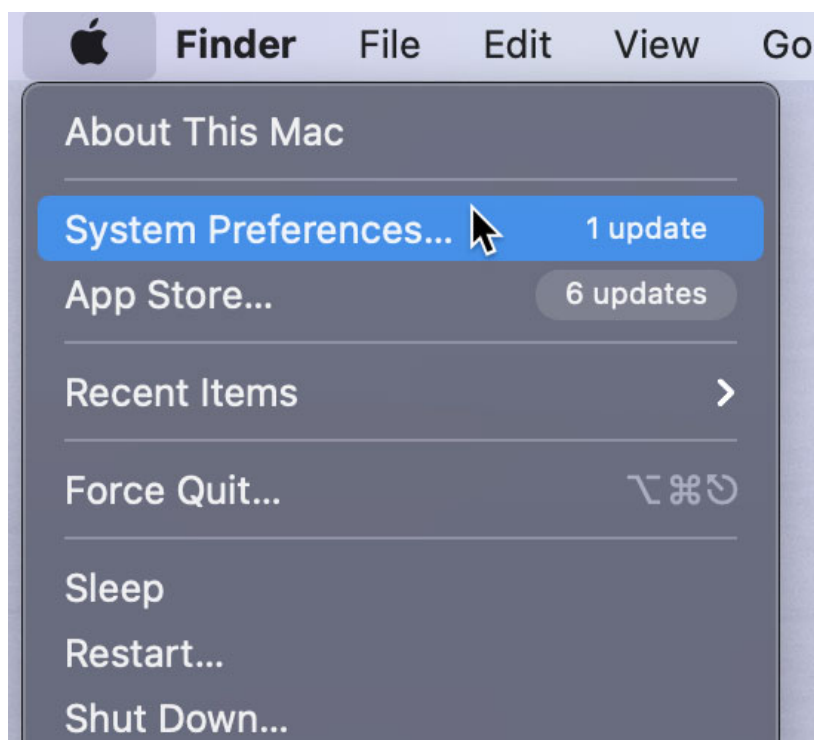 Finder File Edit View Go
About This Mac
System Preferences... 1 update
App Store... 6 updates
Recent Items
Force Quit... ⌥⌘⎋
Sleep
Restart...
Shut Down...